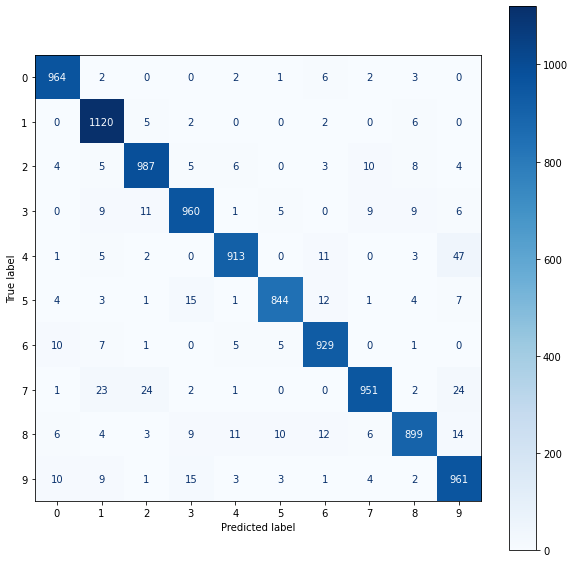 0 964 2 0 0 2 1 6 2 3 0
1 0 1120 5 2 0 0 2 0 6 0
2 4 5 987 5 6 0 3 10 8 4
3 0 9 11 960 1 5 0 9 9 6
4 1 5 2 0 913 0 11 0 3 47
5 4 3 1 15 1 844 12 1 4 7
6 10 7 1 0 5 5 929 0 1 0
7 1 23 24 2 1 0 0 951 2 24
8 6 4 3 9 11 10 12 6 899 14
9 10 9 1 15 3 3 1 4 2 961
0 1 2 3 4 5 6 7 8 9
Predicted label
True label
1000
800
600
400
200
0